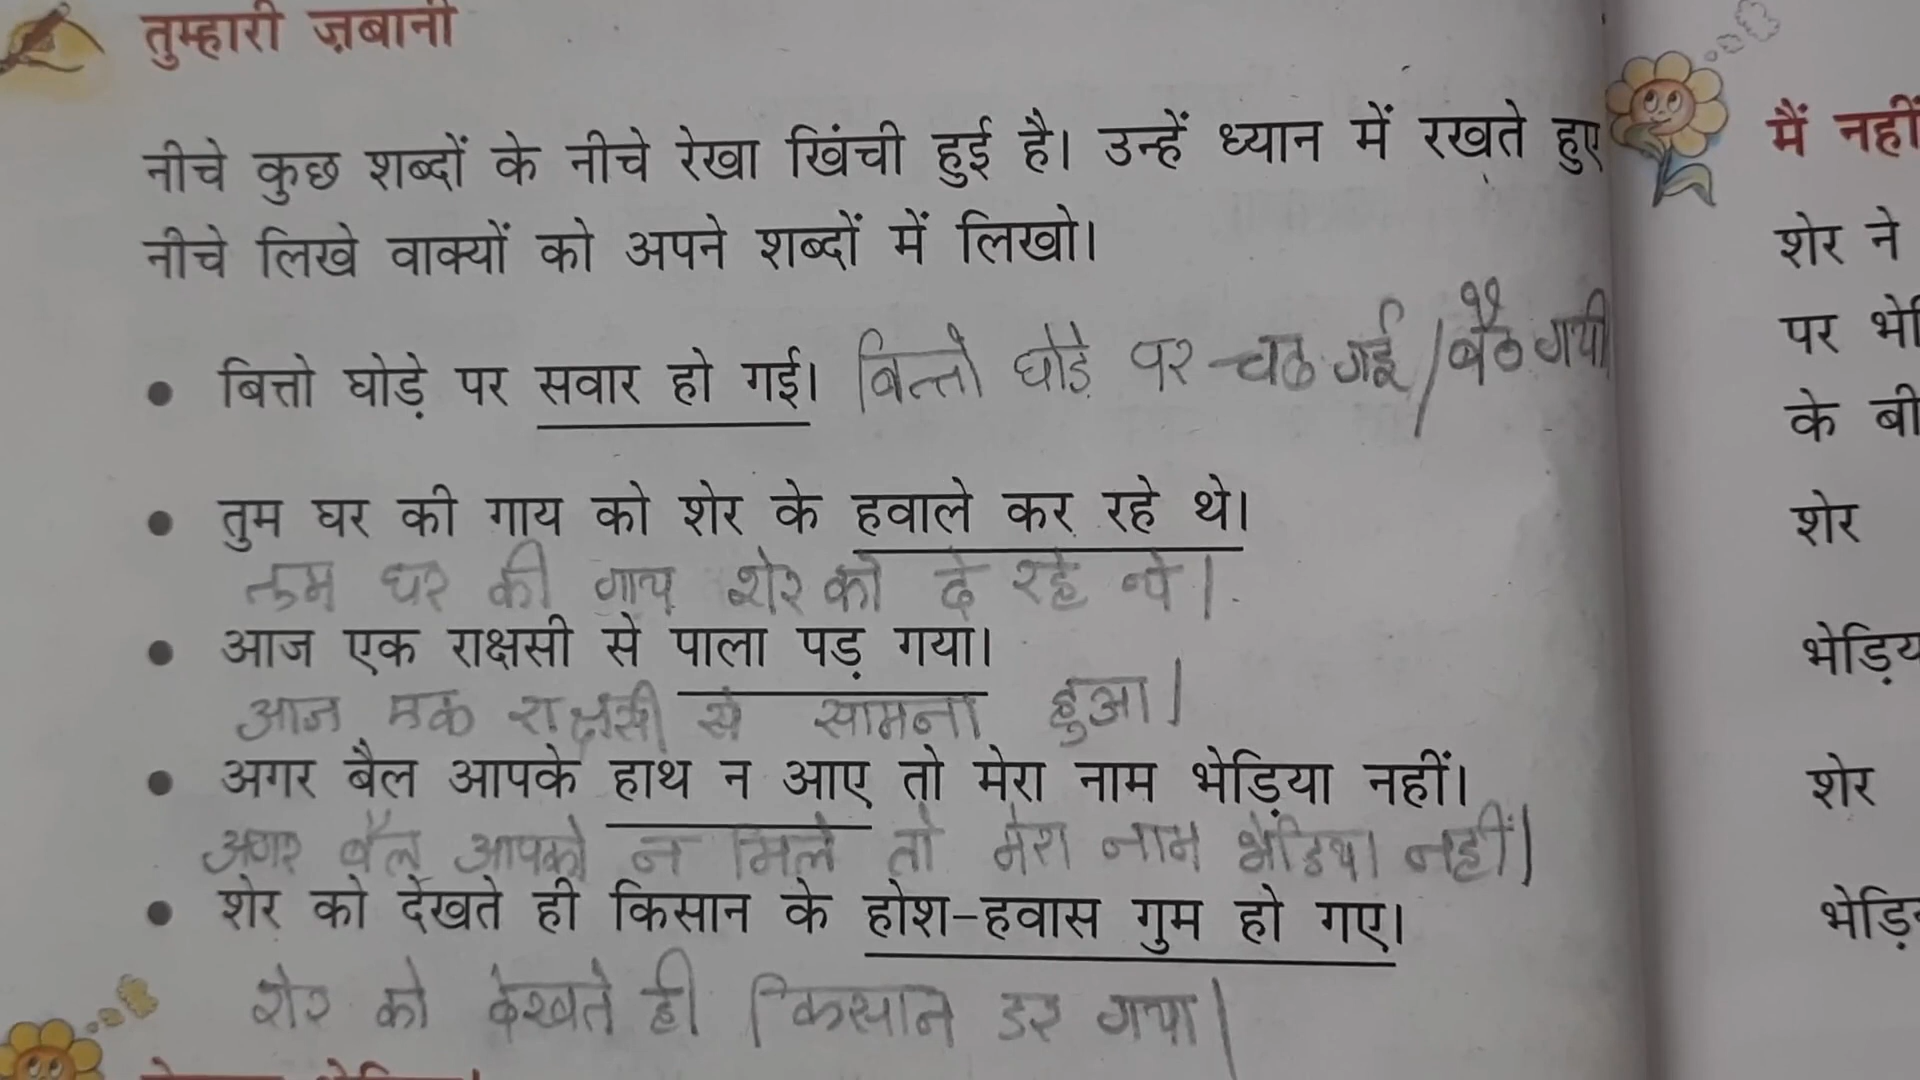 तुम्हारी ज़बानी
नीचे कुछ शब्दों के नीचे रेखा खिंची हुई है। उन्हें ध्यान में रखते हुए
नीचे लिखे वाक्यों को अपने शब्दों में लिखो।
• बित्तो घोड़े पर सवार हो गई। बित्तो घोड़े पर चढ गई / बैठ गयी
• तुम घर की गाय को शेर के हवाले कर रहे थे।
तुम घर की गाय शेर को दे रहे थे।
• आज एक राक्षसी से पाला पड़ गया।
आज एक राक्षसी से सामना हुआ।
• अगर बैल आपके हाथ न आए तो मेरा नाम भेड़िया नहीं।
अगर बैल आपको न मिले तो मेरा नाम भेडिया नहीं।
• शेर को देखते ही किसान के होश-हवास गुम हो गए।
शेर को देखते ही किसान डर गया।
मैं नहीं
शेर ने
पर
के
शेर
शेर